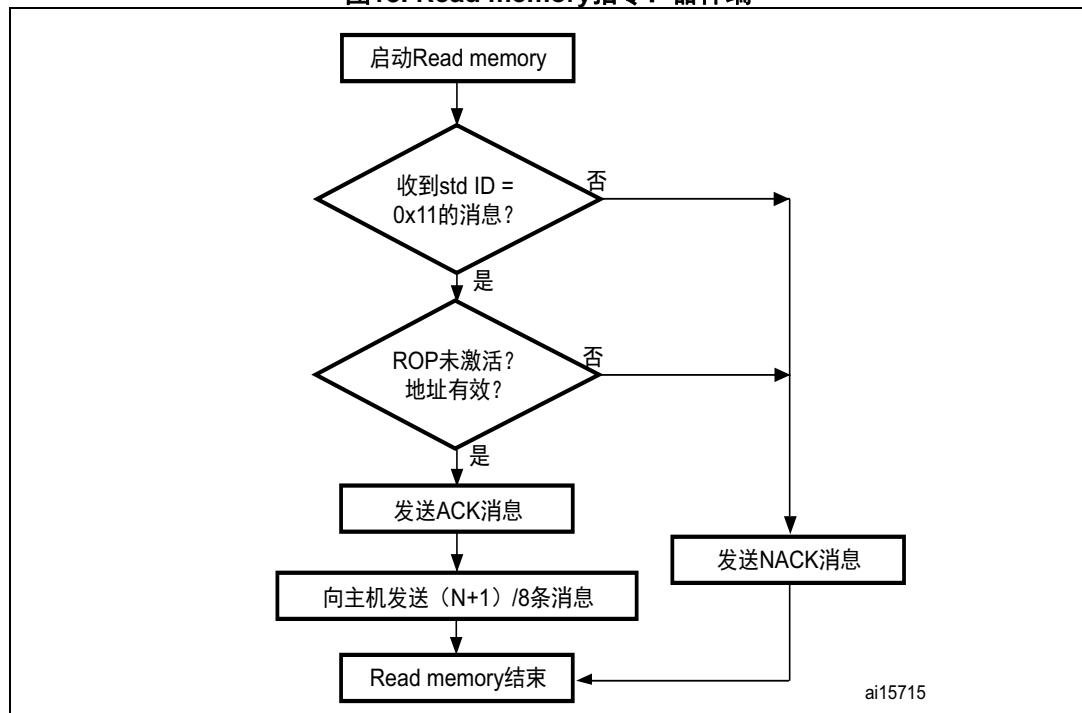 启动Read memory
收到std ID =
0x11的消息？
否
是
ROP未激活？
地址有效？
否
是
发送ACK消息
发送NACK消息
向主机发送（N+1）/8条消息
Read memory结束
ai15715